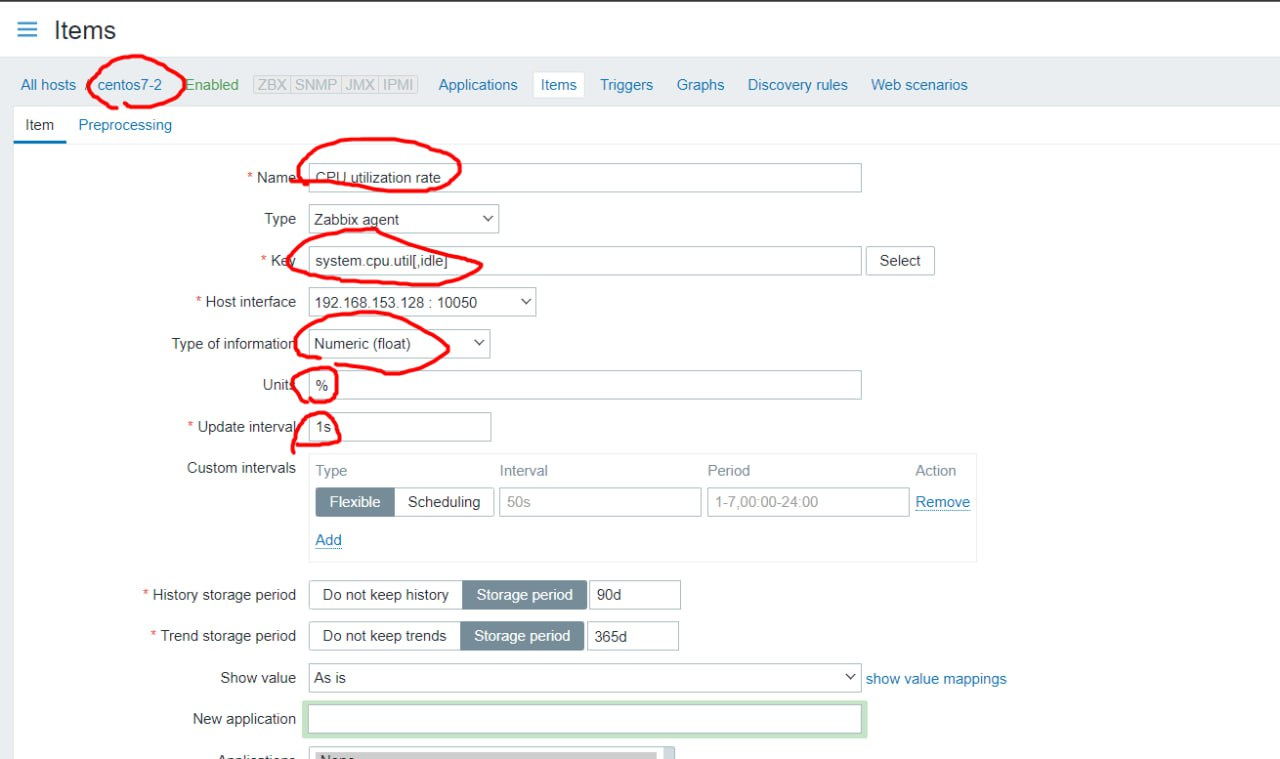 Items
All hosts / centos7-2 Enabled ZBX SNMP JMX IPMI Applications Items Triggers Graphs Discovery rules Web scenarios
Item Preprocessing
* Name CPU utilization rate
Type Zabbix agent
* Key system.cpu.util[,idle] Select
* Host interface 192.168.153.128 : 10050
Type of information Numeric (float)
Units %
* Update interval 1s
Custom intervals Type Interval Period Action
Flexible Scheduling 50s 1-7,00:00-24:00 Remove
Add
* History storage period Do not keep history Storage period 90d
* Trend storage period Do not keep trends Storage period 365d
Show value As is show value mappings
New application
Applications None